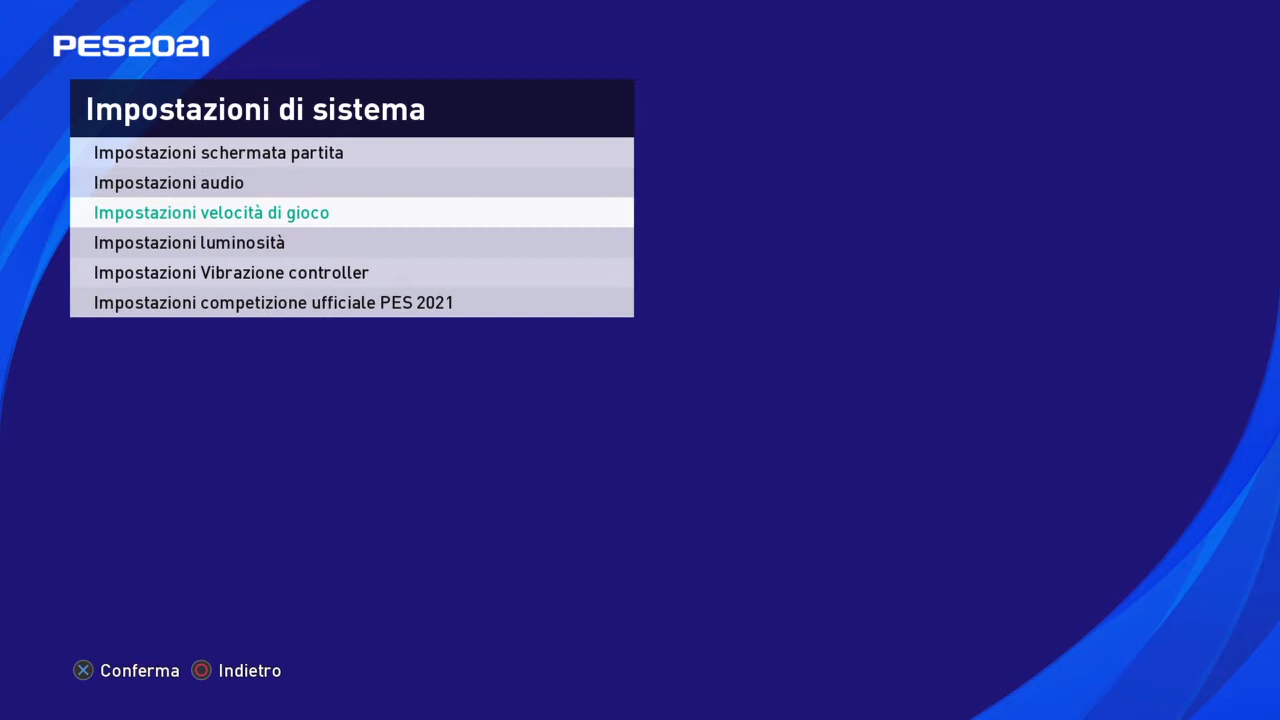 PES2021
Impostazioni di sistema
Impostazioni schermata partita
Impostazioni audio
Impostazioni velocità di gioco
Impostazioni luminosità
Impostazioni Vibrazione controller
Impostazioni competizione ufficiale PES 2021
Conferma Indietro